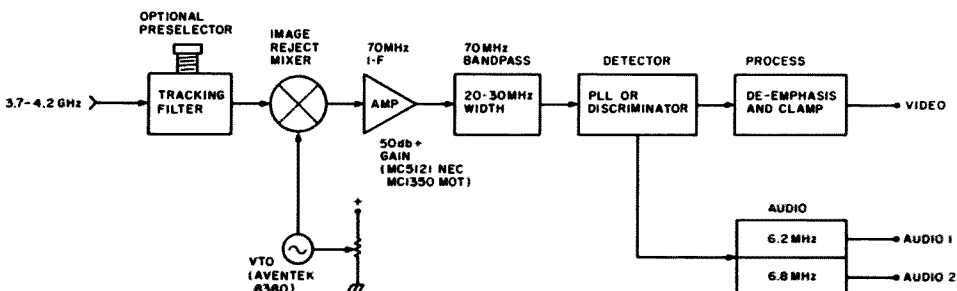 OPTIONAL
PRESELECTOR
IMAGE
REJECT
MIXER
70MHz
I-F
70MHz
BANDPASS
DETECTOR
PROCESS
3.7-4.2 GHz
TRACKING
FILTER
AMP
20-30MHz
WIDTH
PLL OR
DISCRIMINATOR
DE-EMPHASIS
AND CLAMP
VIDEO
50db+
GAIN
(MC5121 NEC
MC1350 MOT)
+
VTO
(AVENTEK
8360)
AUDIO
6.2 MHz
AUDIO 1
6.8 MHz
AUDIO 2